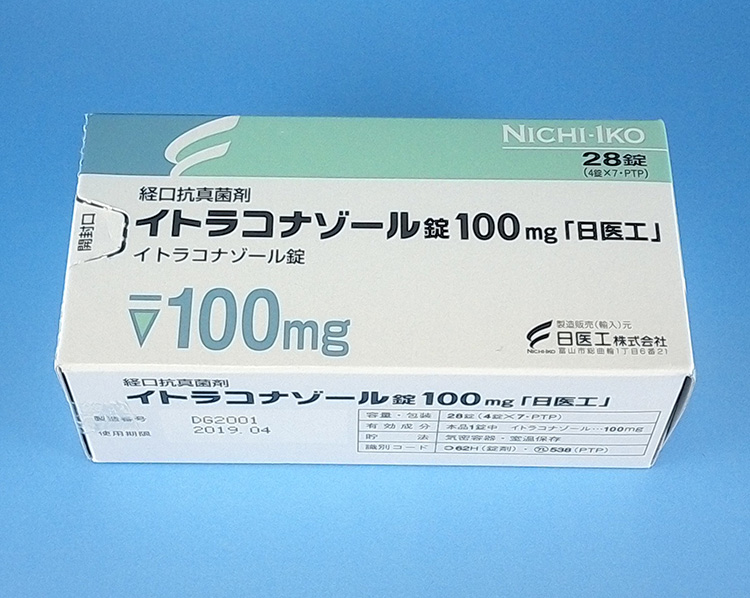 NICHI-IKO
28錠
(4錠×7・PTP)
経口抗真菌剤
イトラコナゾール錠100mg「日医工」
イトラコナゾール錠
開封口
100mg
製造販売(輸入)元
日医工株式会社
NICHI-IKO 富山市総曲輪1丁目6番21
経口抗真菌剤
イトラコナゾール錠100mg「日医工」
製造番号 DG2001
使用期限 2019.04
容量・包装 28錠(4錠×7・PTP)
有効成分 本品1錠中 イトラコナゾール…100mg
貯法 気密容器・室温保存
識別コード 62H(錠剤)・538(PTP)